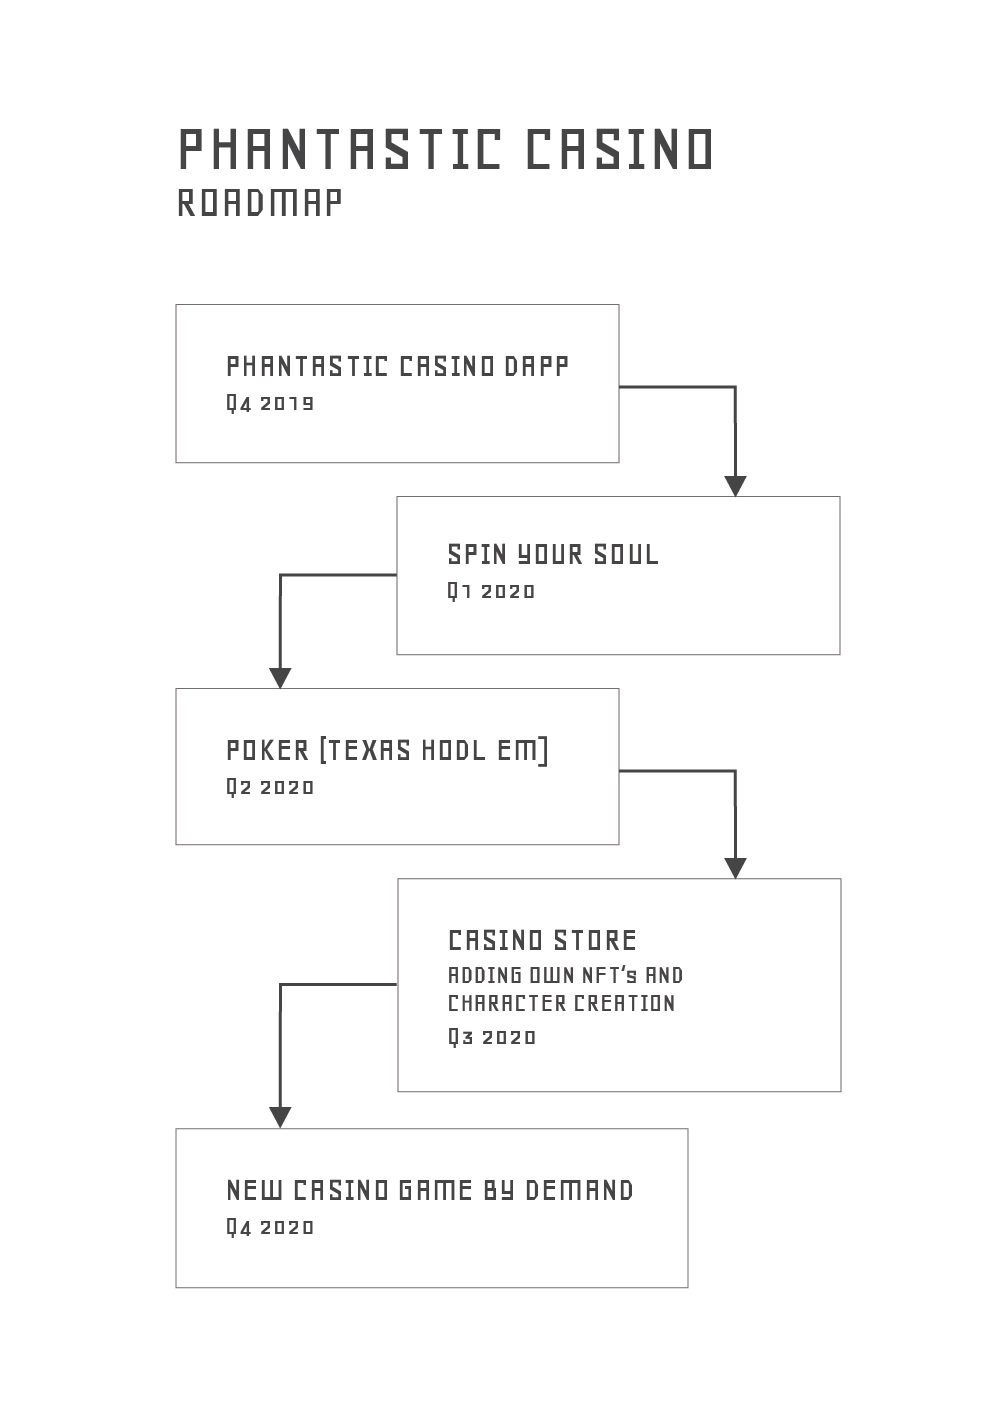 PHANTASTIC CASINO
ROADMAP
PHANTASTIC CASINO DAPP
Q4 2019
SPIN YOUR SOUL
Q1 2020
POKER [TEXAS HODL EM]
Q2 2020
CASINO STORE
ADDING OWN NFT's AND
CHARACTER CREATION
Q3 2020
NEW CASINO GAME BY DEMAND
Q4 2020